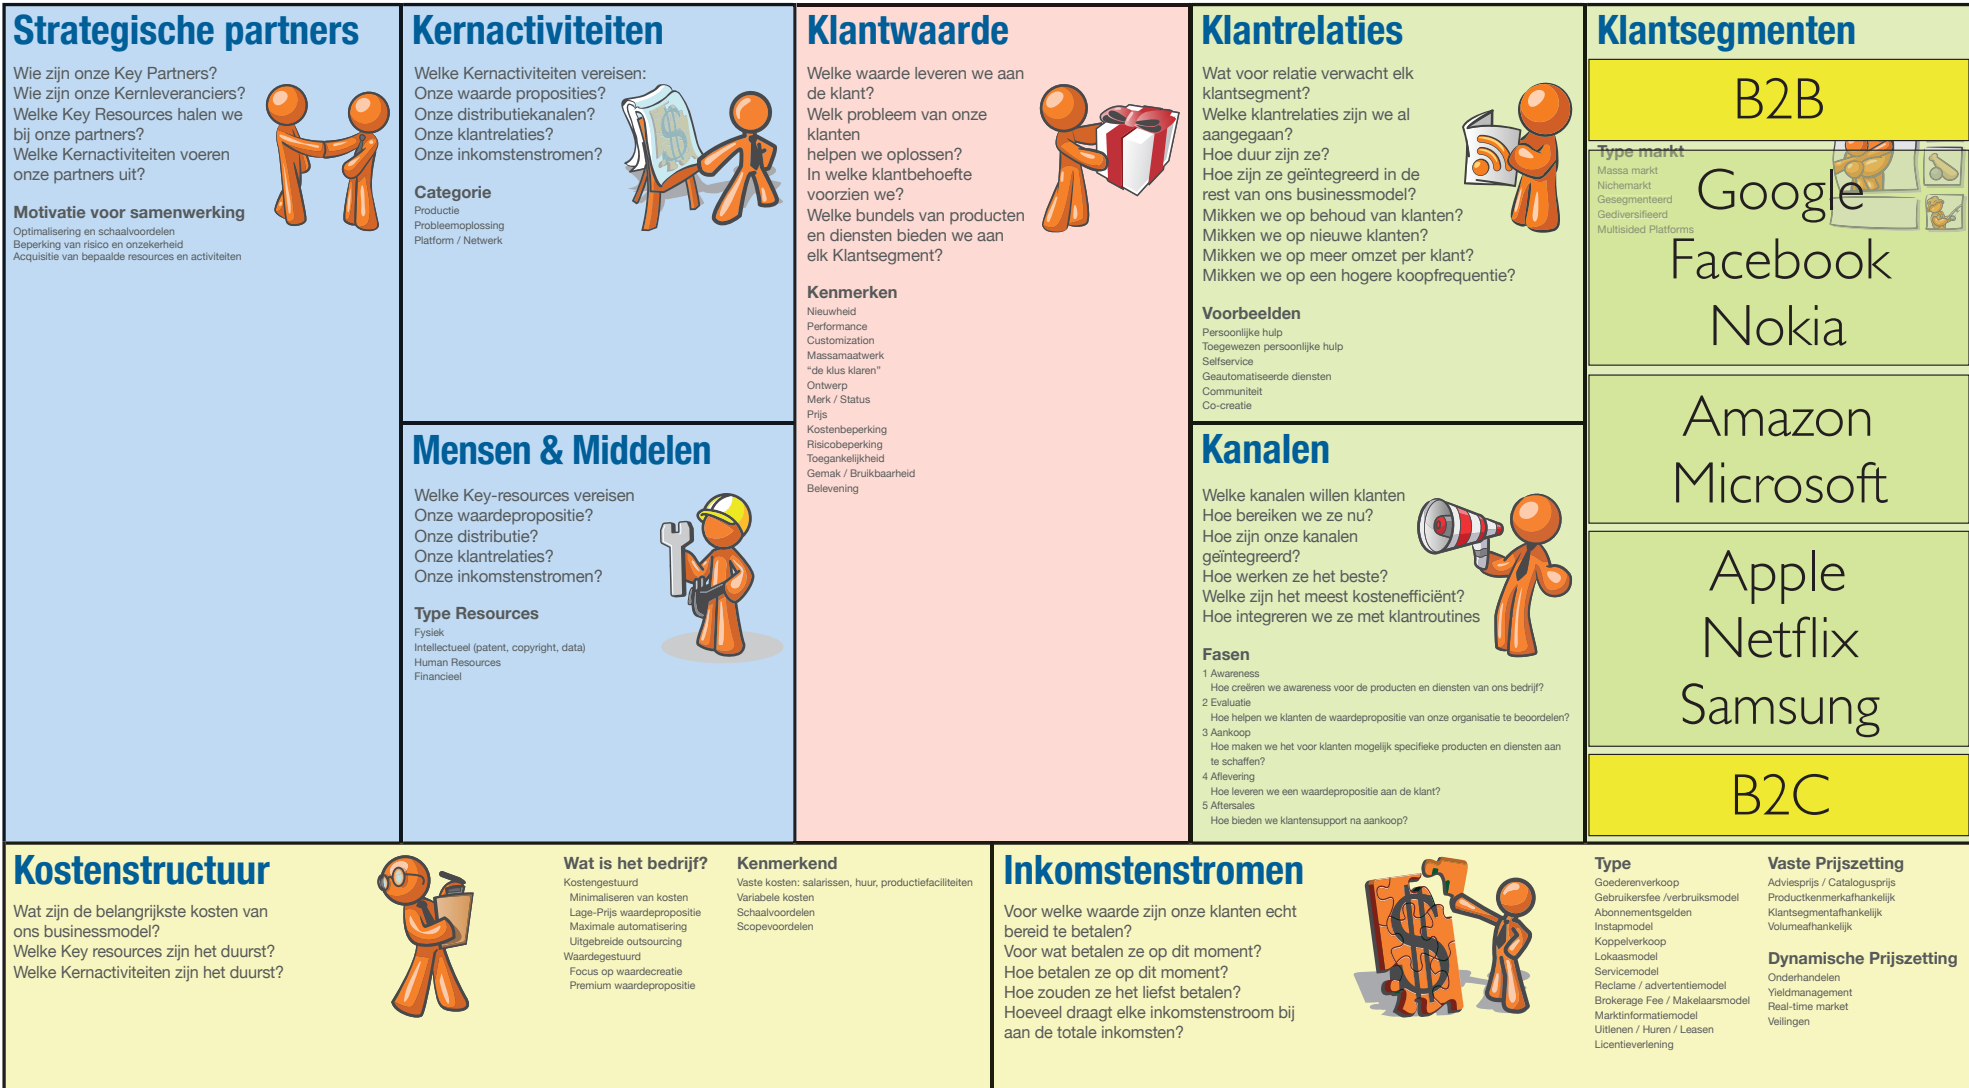 Strategische partners
Wie zijn onze Key Partners?
Wie zijn onze Kernleveranciers?
Welke Key Resources halen we
bij onze partners?
Welke Kernactiviteiten voeren
onze partners uit?
Motivatie voor samenwerking
Optimalisering en schaalvoordelen
Beperking van risico en onzekerheid
Acquisitie van bepaalde resources en activiteiten
Kernactiviteiten
Welke Kernactiviteiten vereisen:
Onze waarde proposities?
Onze distributiekanalen?
Onze klantrelaties?
Onze inkomstenstromen?
Categorie
Productie
Probleemoplossing
Platform / Netwerk
Mensen & Middelen
Welke Key-resources vereisen
Onze waardepropositie?
Onze distributie?
Onze klantrelaties?
Onze inkomstenstromen?
Type Resources
Fysiek
Intellectueel (patent, copyright, data)
Human Resources
Financieel
Klantwaarde
Welke waarde leveren we aan
de klant?
Welk probleem van onze
klanten
helpen we oplossen?
In welke klantbehoefte
voorzien we?
Welke bundels van producten
en diensten bieden we aan
elk Klantsegment?
Kenmerken
Nieuwheid
Performance
Customization
Massamaatwerk
“de klus klaren”
Ontwerp
Merk / Status
Prijs
Kostenbeperking
Risicobeperking
Toegankelijkheid
Gemak / Bruikbaarheid
Belevening
Klantrelaties
Wat voor relatie verwacht elk
klantsegment?
Welke klantrelaties zijn we al
aangegaan?
Hoe duur zijn ze?
Hoe zijn ze geïntegreerd in de
rest van ons businessmodel?
Mikken we op behoud van klanten?
Mikken we op nieuwe klanten?
Mikken we op meer omzet per klant?
Mikken we op een hogere koopfrequentie?
Voorbeelden
Persoonlijke hulp
Toegewezen persoonlijke hulp
Selfservice
Geautomatiseerde diensten
Communiteit
Co-creatie
Kanalen
Welke kanalen willen klanten
Hoe bereiken we ze nu?
Hoe zijn onze kanalen
geïntegreerd?
Hoe werken ze het beste?
Welke zijn het meest kostenefficiënt?
Hoe integreren we ze met klantroutines
Fasen
1 Awareness
Hoe creëren we awareness voor de producten en diensten van ons bedrijf?
2 Evaluatie
Hoe helpen we klanten de waardepropositie van onze organisatie te beoordelen?
3 Aankoop
Hoe maken we het voor klanten mogelijk specifieke producten en diensten aan
te schaffen?
4 Aflevering
Hoe leveren we een waardepropositie aan de klant?
5 Aftersales
Hoe bieden we klantensupport na aankoop?
Klantsegmenten
B2B
Type markt
Massa markt
Nichemarkt
Gesegmenteerd
Gediversifieerd
Multisided Platforms
Google
Facebook
Nokia
Amazon
Microsoft
Apple
Netflix
Samsung
B2C
Kostenstructuur
Wat zijn de belangrijkste kosten van
ons businessmodel?
Welke Key resources zijn het duurst?
Welke Kernactiviteiten zijn het duurst?
Wat is het bedrijf?
Kostengestuurd
Minimaliseren van kosten
Lage-Prijs waardepropositie
Maximale automatisering
Uitgebreide outsourcing
Waardegestuurd
Focus op waardecreatie
Premium waardepropositie
Kenmerkend
Vaste kosten: salarissen, huur, productiefaciliteiten
Variabele kosten
Schaalvoordelen
Scopevoordelen
Inkomstenstromen
Voor welke waarde zijn onze klanten echt
bereid te betalen?
Voor wat betalen ze op dit moment?
Hoe betalen ze op dit moment?
Hoe zouden ze het liefst betalen?
Hoeveel draagt elke inkomstenstroom bij
aan de totale inkomsten?
Type
Goederenverkoop
Gebruikersfee /verbruiksmodel
Abonnementsgelden
Instapmodel
Koppelverkoop
Lokaasmodel
Servicemodel
Reclame / advertentiemodel
Brokerage Fee / Makelaarsmodel
Marktinformatiemodel
Uitlenen / Huren / Leasen
Licentieverlening
Vaste Prijszetting
Adviesprijs / Catalogusprijs
Productkenmerkafhankelijk
Klantsegmentafhankelijk
Volumeafhankelijk
Dynamische Prijszetting
Onderhandelen
Yieldmanagement
Real-time market
Veilingen